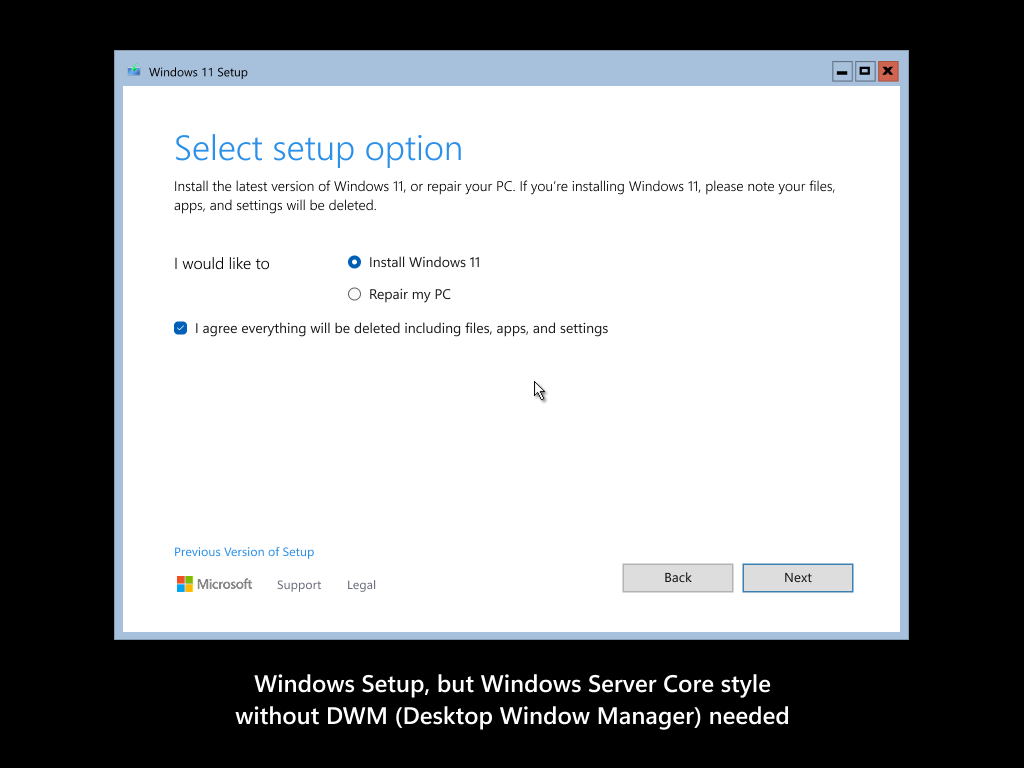 Windows 11 Setup
Select setup option
Install the latest version of Windows 11, or repair your PC. If you're installing Windows 11, please note your files,
apps, and settings will be deleted.
I would like to
Install Windows 11
Repair my PC
I agree everything will be deleted including files, apps, and settings
Previous Version of Setup
Microsoft Support Legal
Back Next
Windows Setup, but Windows Server Core style
without DWM (Desktop Window Manager) needed